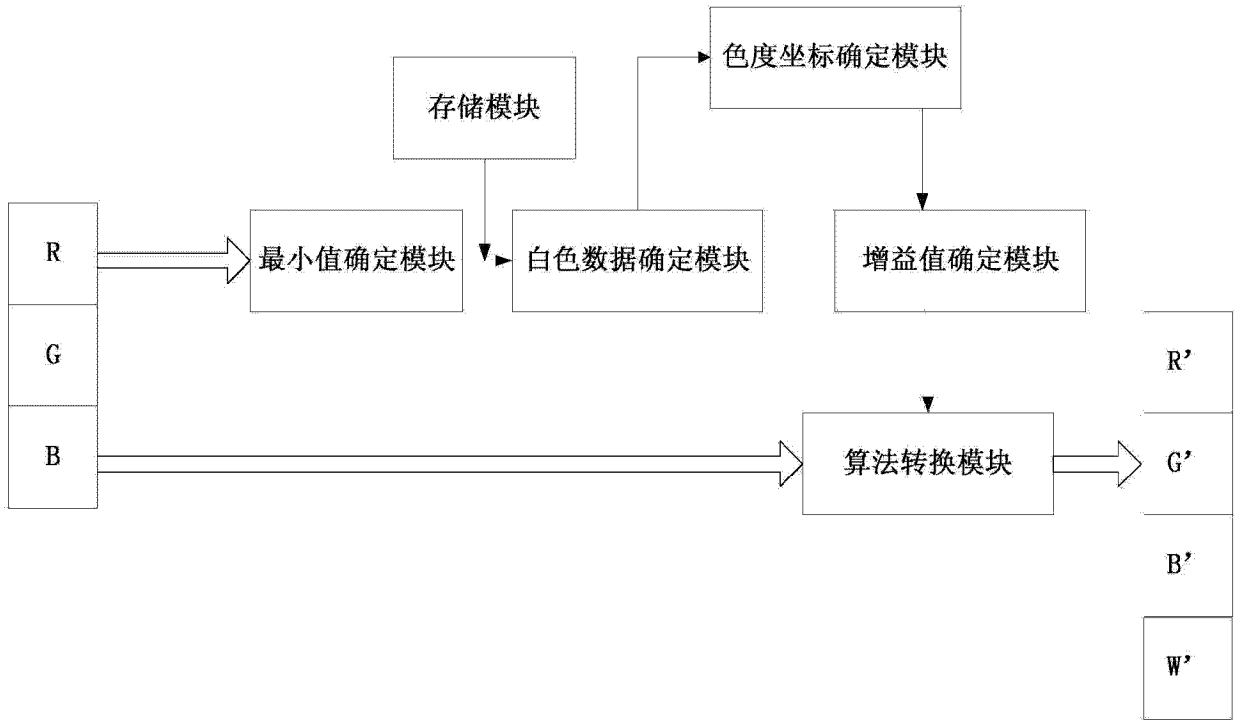 色度坐标确定模块
存储模块
R
最小值确定模块
白色数据确定模块
增益值确定模块
G
R’
B
算法转换模块
G’
B’
W’